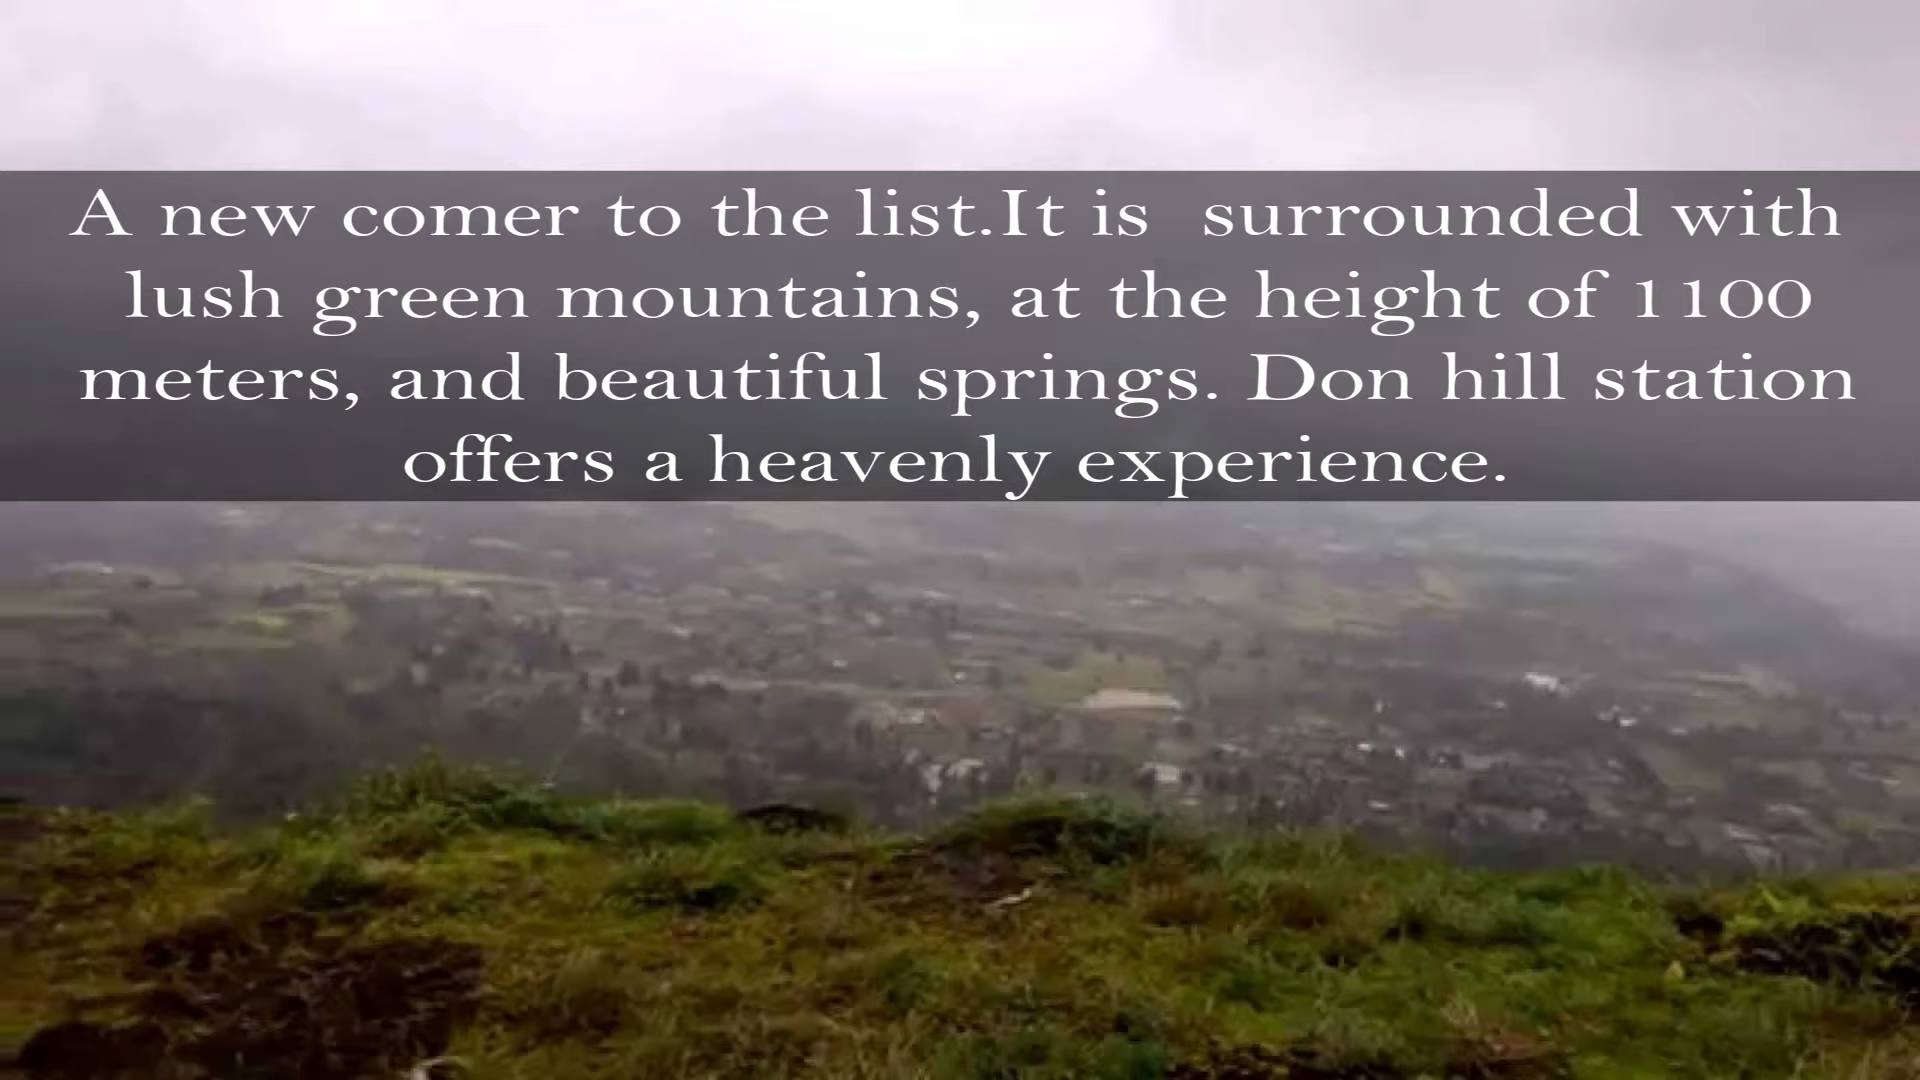 A new comer to the list.It is  surrounded with
lush green mountains, at the height of 1100
meters, and beautiful springs. Don hill station
offers a heavenly experience.